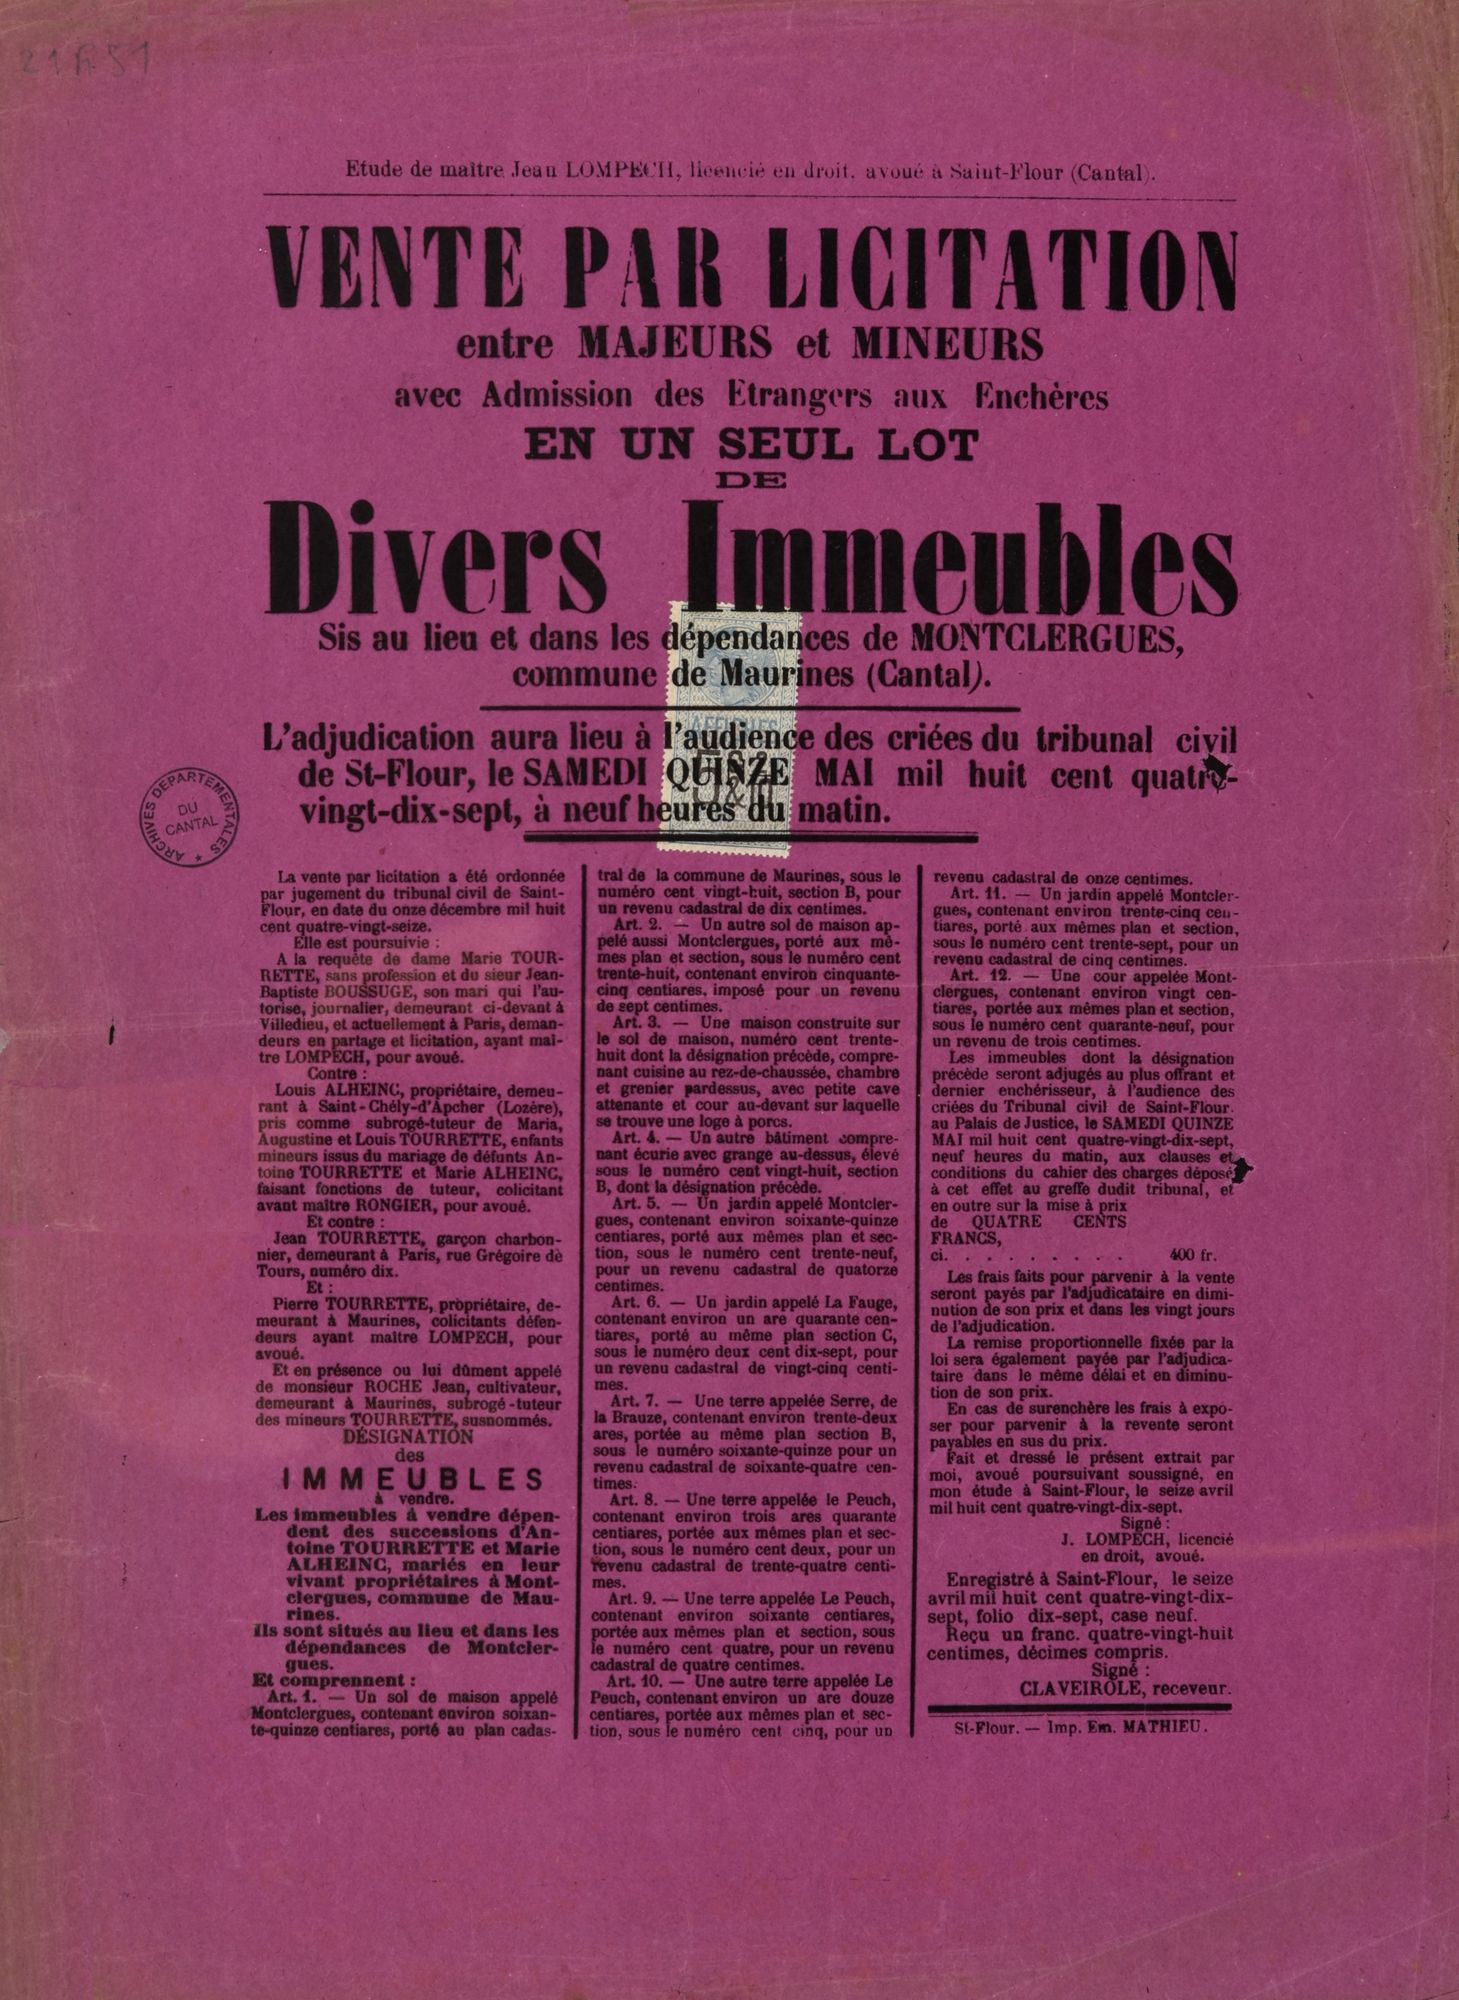 21 Fi 51
Etude de maître Jean LOMPECH, licencié en droit, avoué à Saint-Flour (Cantal).
VENTE PAR LICITATION
entre MAJEURS et MINEURS
avec Admission des Etrangers aux Enchères
EN UN SEUL LOT
DE
Divers Immeubles
Sis au lieu et dans les dépendances de MONTCLERGUES,
commune de Maurines (Cantal).
L'adjudication aura lieu à l'audience des criées du tribunal civil
de St-Flour, le SAMEDI QUINZE MAI mil huit cent quatre-
vingt-dix-sept, à neuf heures du matin.
AFFICHES
ARCHIVES DEPARTEMENTALES
DU
CANTAL
La vente par licitation a été ordonnée
par jugement du tribunal civil de Saint-
Flour, en date du onze décembre mil huit
cent quatre-vingt-seize.
Elle est poursuivie :
A la requête de dame Marie TOUR-
RETTE, sans profession et du sieur Jean-
Baptiste BOUSSUGE, son mari qui l'au-
torise, journalier, demeurant ci-devant à
Villedieu, et actuellement à Paris, deman-
deurs en partage et licitation, ayant maî-
tre LOMPECH, pour avoué.
Contre :
Louis ALHEINC, propriétaire, demeu-
rant à Saint-Chély-d'Apcher (Lozère),
pris comme subrogé-tuteur de Maria,
Augustine et Louis TOURRETTE, enfants
mineurs issus du mariage de défunts An-
toine TOURRETTE et Marie ALHEINC,
faisant fonctions de tuteur, colicitant
avant maître RONGIER, pour avoué.
Et contre :
Jean TOURRETTE, garçon charbon-
nier, demeurant à Paris, rue Grégoire de
Tours, numéro dix.
Et :
Pierre TOURRETTE, propriétaire, de-
meurant à Maurines, colicitants défen-
deurs ayant maître LOMPECH, pour
avoué.
Et en présence ou lui dûment appelé
de monsieur ROCHE Jean, cultivateur,
demeurant à Maurines, subrogé-tuteur
des mineurs TOURRETTE, susnommés.
DÉSIGNATION
des
IMMEUBLES
à vendre.
Les immeubles à vendre dépen-
dent des successions d'An-
toine TOURRETTE et Marie
ALHEINC, mariés en leur
vivant propriétaires à Mont-
clergues, commune de Mau-
rines.
Ils sont situés au lieu et dans les
dépendances de Montcler-
gues.
Et comprennent :
Art. 1. — Un sol de maison appelé
Montclergues, contenant environ soixan-
te-quinze centiares, porté au plan cadas-
tral de la commune de Maurines, sous le
numéro cent vingt-huit, section B, pour
un revenu cadastral de dix centimes.
Art. 2. — Un autre sol de maison ap-
pelé aussi Montclergues, porté aux mê-
mes plan et section, sous le numéro cent
trente-huit, contenant environ cinquante-
cinq centiares, imposé pour un revenu
de sept centimes.
Art. 3. — Une maison construite sur
le sol de maison, numéro cent trente-
huit dont la désignation précède, compre-
nant cuisine au rez-de-chaussée, chambre
et grenier pardessus, avec petite cave
attenante et cour au-devant sur laquelle
se trouve une loge à porcs.
Art. 4. — Un autre bâtiment compre-
nant écurie avec grange au-dessus, élevé
sous le numéro cent vingt-huit, section
B, dont la désignation précède.
Art. 5. — Un jardin appelé Montcler-
gues, contenant environ soixante-quinze
centiares, porté aux mêmes plan et sec-
tion, sous le numéro cent trente-neuf,
pour un revenu cadastral de quatorze
centimes.
Art. 6. — Un jardin appelé La Fauge,
contenant environ un are quarante cen-
tiares, porté au même plan section C,
sous le numéro deux cent dix-sept, pour
un revenu cadastral de vingt-cinq centi-
mes.
Art. 7. — Une terre appelée Serre, de
la Brauze, contenant environ trente-deux
ares, portée au même plan section B,
sous le numéro soixante-quinze pour un
revenu cadastral de soixante-quatre cen-
times.
Art. 8. — Une terre appelée le Peuch,
contenant environ trois ares quarante
centiares, portée aux mêmes plan et sec-
tion, sous le numéro cent deux, pour un
revenu cadastral de trente-quatre centi-
mes.
Art. 9. — Une terre appelée Le Peuch,
contenant environ soixante centiares,
portée aux mêmes plan et section, sous
le numéro cent quatre, pour un revenu
cadastral de quatre centimes.
Art. 10. — Une autre terre appelée Le
Peuch, contenant environ un are douze
centiares, portée aux mêmes plan et sec-
tion, sous le numéro cent cinq, pour un
revenu cadastral de onze centimes.
Art. 11. — Un jardin appelé Montcler-
gues, contenant environ trente-cinq cen-
tiares, porté aux mêmes plan et section,
sous le numéro cent trente-sept, pour un
revenu cadastral de cinq centimes.
Art. 12. — Une cour appelée Mont-
clergues, contenant environ vingt cen-
tiares, portée aux mêmes plan et section,
sous le numéro cent quarante-neuf, pour
un revenu de trois centimes.
Les immeubles dont la désignation
précède seront adjugés au plus offrant et
dernier enchérisseur, à l'audience des
criées du Tribunal civil de Saint-Flour.
au Palais de Justice, le SAMEDI QUINZE
MAI mil huit cent quatre-vingt-dix-sept,
neuf heures du matin, aux clauses et
conditions du cahier des charges déposé
à cet effet au greffe dudit tribunal, et
en outre sur la mise à prix
de QUATRE CENTS
FRANCS,
ci. . . . . . . . . 400 fr.
Les frais faits pour parvenir à la vente
seront payés par l'adjudicataire en dimi-
nution de son prix et dans les vingt jours
de l'adjudication.
La remise proportionnelle fixée par la
loi sera également payée par l'adjudica-
taire dans le même délai et en diminu-
tion de son prix.
En cas de surenchère les frais à expo-
ser pour parvenir à la revente seront
payables en sus du prix.
Fait et dressé le présent extrait par
moi, avoué poursuivant soussigné, en
mon étude à Saint-Flour, le seize avril
mil huit cent quatre-vingt-dix-sept.
Signé :
J. LOMPECH, licencié
en droit, avoué.
Enregistré à Saint-Flour, le seize
avril mil huit cent quatre-vingt-dix-
sept, folio dix-sept, case neuf.
Reçu un franc. quatre-vingt-huit
centimes, décimes compris.
Signé :
CLAVEIROLE, receveur.
St-Flour. — Imp. Em. MATHIEU.